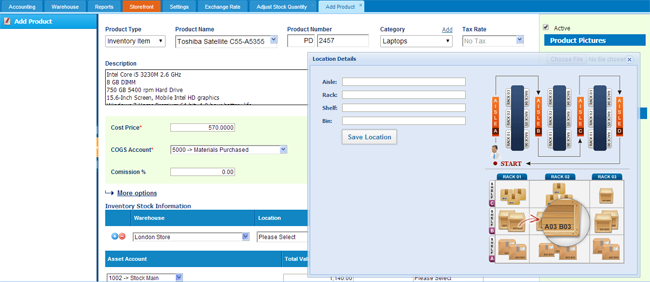 Accounting Warehouse Reports Storefront Settings Exchange Rate Adjust Stock Quantity Add Product
Add Product
Product Type* Product Name Product Number Category Add Tax Rate
Inventory Item Toshiba Satellite C55-A5355 PD 2457 Laptops No Tax
Active
Product Pictures
Description
Intel Core i5 3230M 2.6 GHz
8 GB DIMM
750 GB 5400 rpm Hard Drive
15.6-Inch Screen, Mobile Intel HD graphics
Cost Price* 570.0000
COGS Account* 5000 -> Materials Purchased
Comission % 0.00
More options
Inventory Stock Information
Warehouse Location
London Store Please Select
Asset Account Total Val
1002 -> Stock Main 1,140.00 Please Select
Location Details
Choose File No file chosen
Aisle:
Rack:
Shelf:
Bin:
Save Location
AISLE A
AISLE B
AISLE C
AISLE D
START
RACK 01 RACK 02 RACK 03
SHELF C
SHELF B
SHELF A
A03 B03